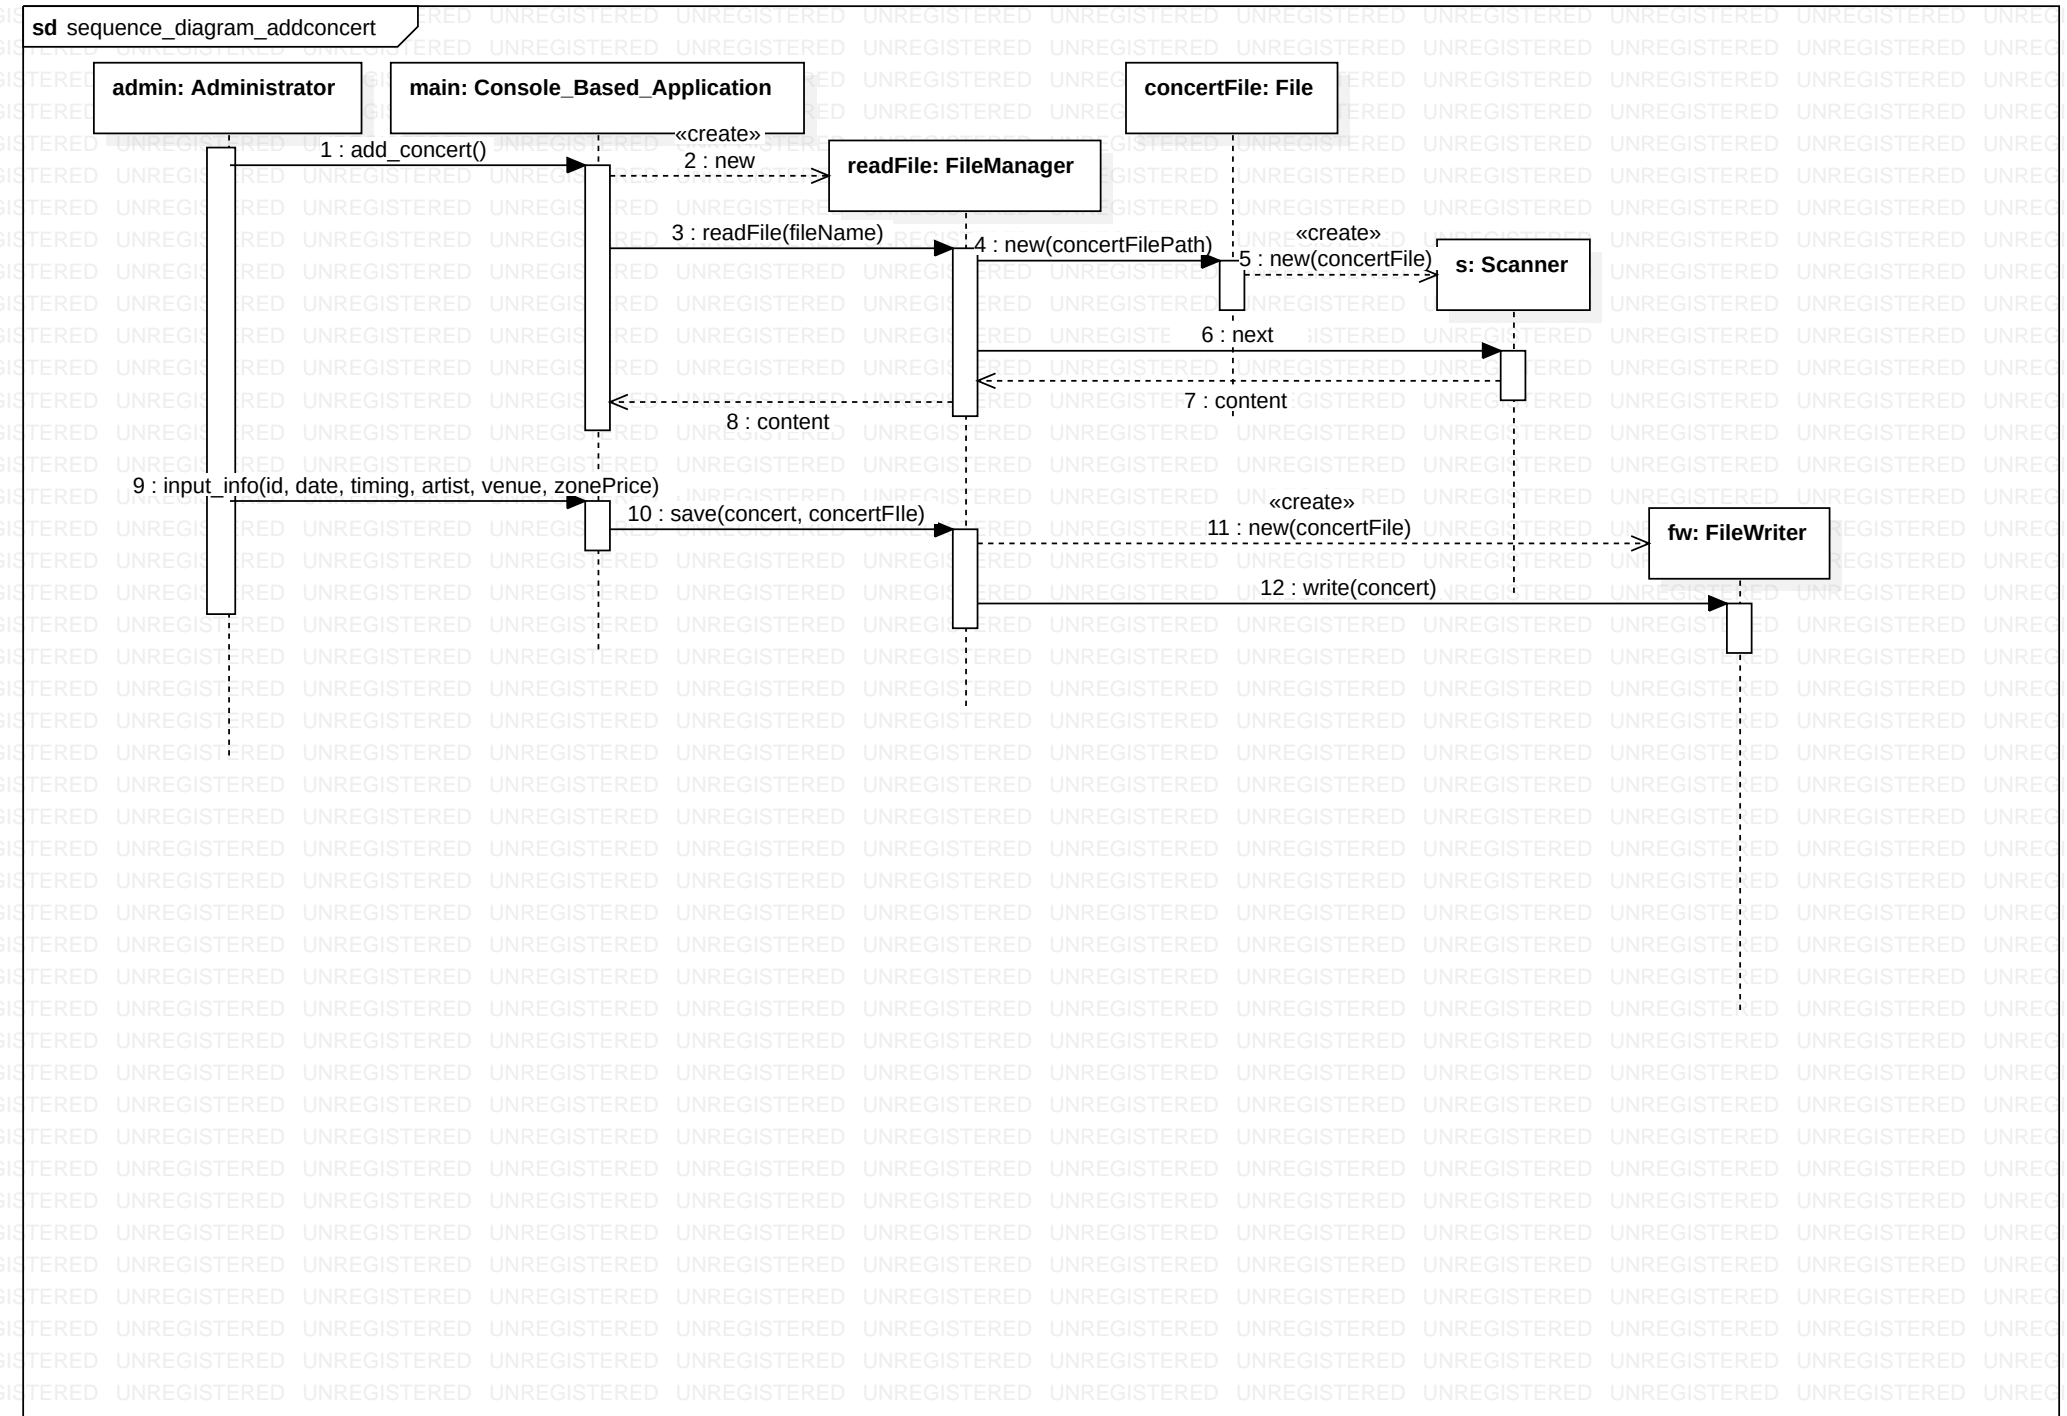 sd sequence_diagram_addconcert
admin: Administrator
main: Console_Based_Application
concertFile: File
«create»
1 : add_concert()
2 : new
readFile: FileManager
3 : readFile(fileName)
4 : new(concertFilePath)
«create»
5 : new(concertFile)
s: Scanner
6 : next
7 : content
8 : content
9 : input_info(id, date, timing, artist, venue, zonePrice)
10 : save(concert, concertFIle)
«create»
11 : new(concertFile)
fw: FileWriter
12 : write(concert)
UNREGISTERED